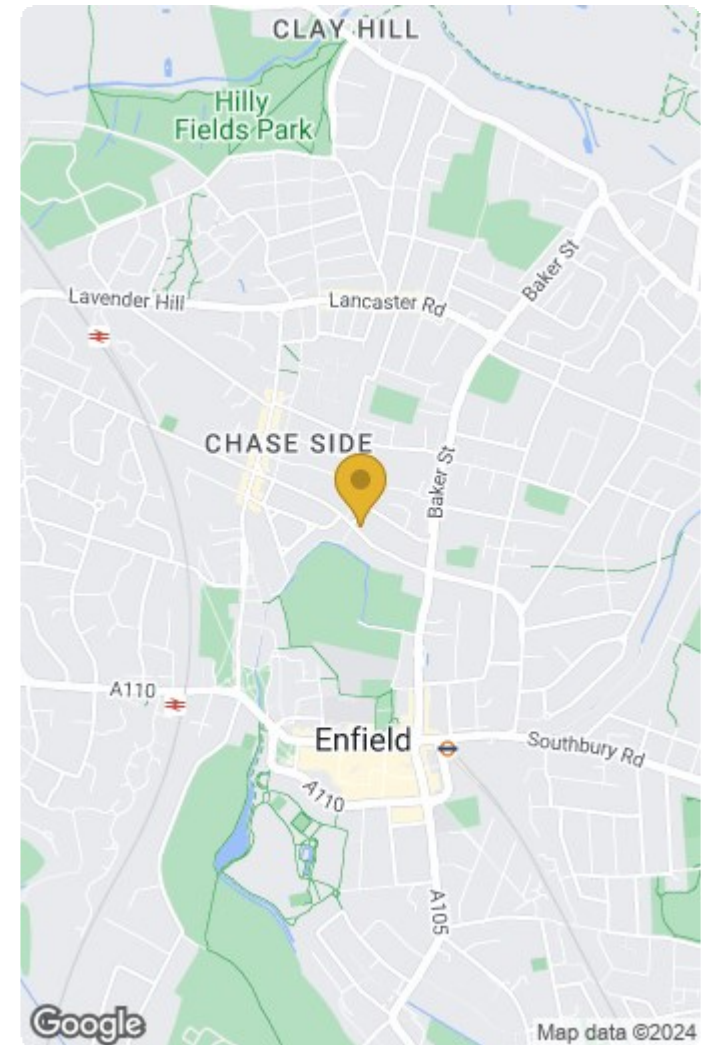 CLAY HILL
Hilly
Fields Park
Baker St
Lavender Hill
Lancaster Rd
CHASE SIDE
Baker St
A110
Enfield
Southbury Rd
A110
A105
Google
Map data ©2024